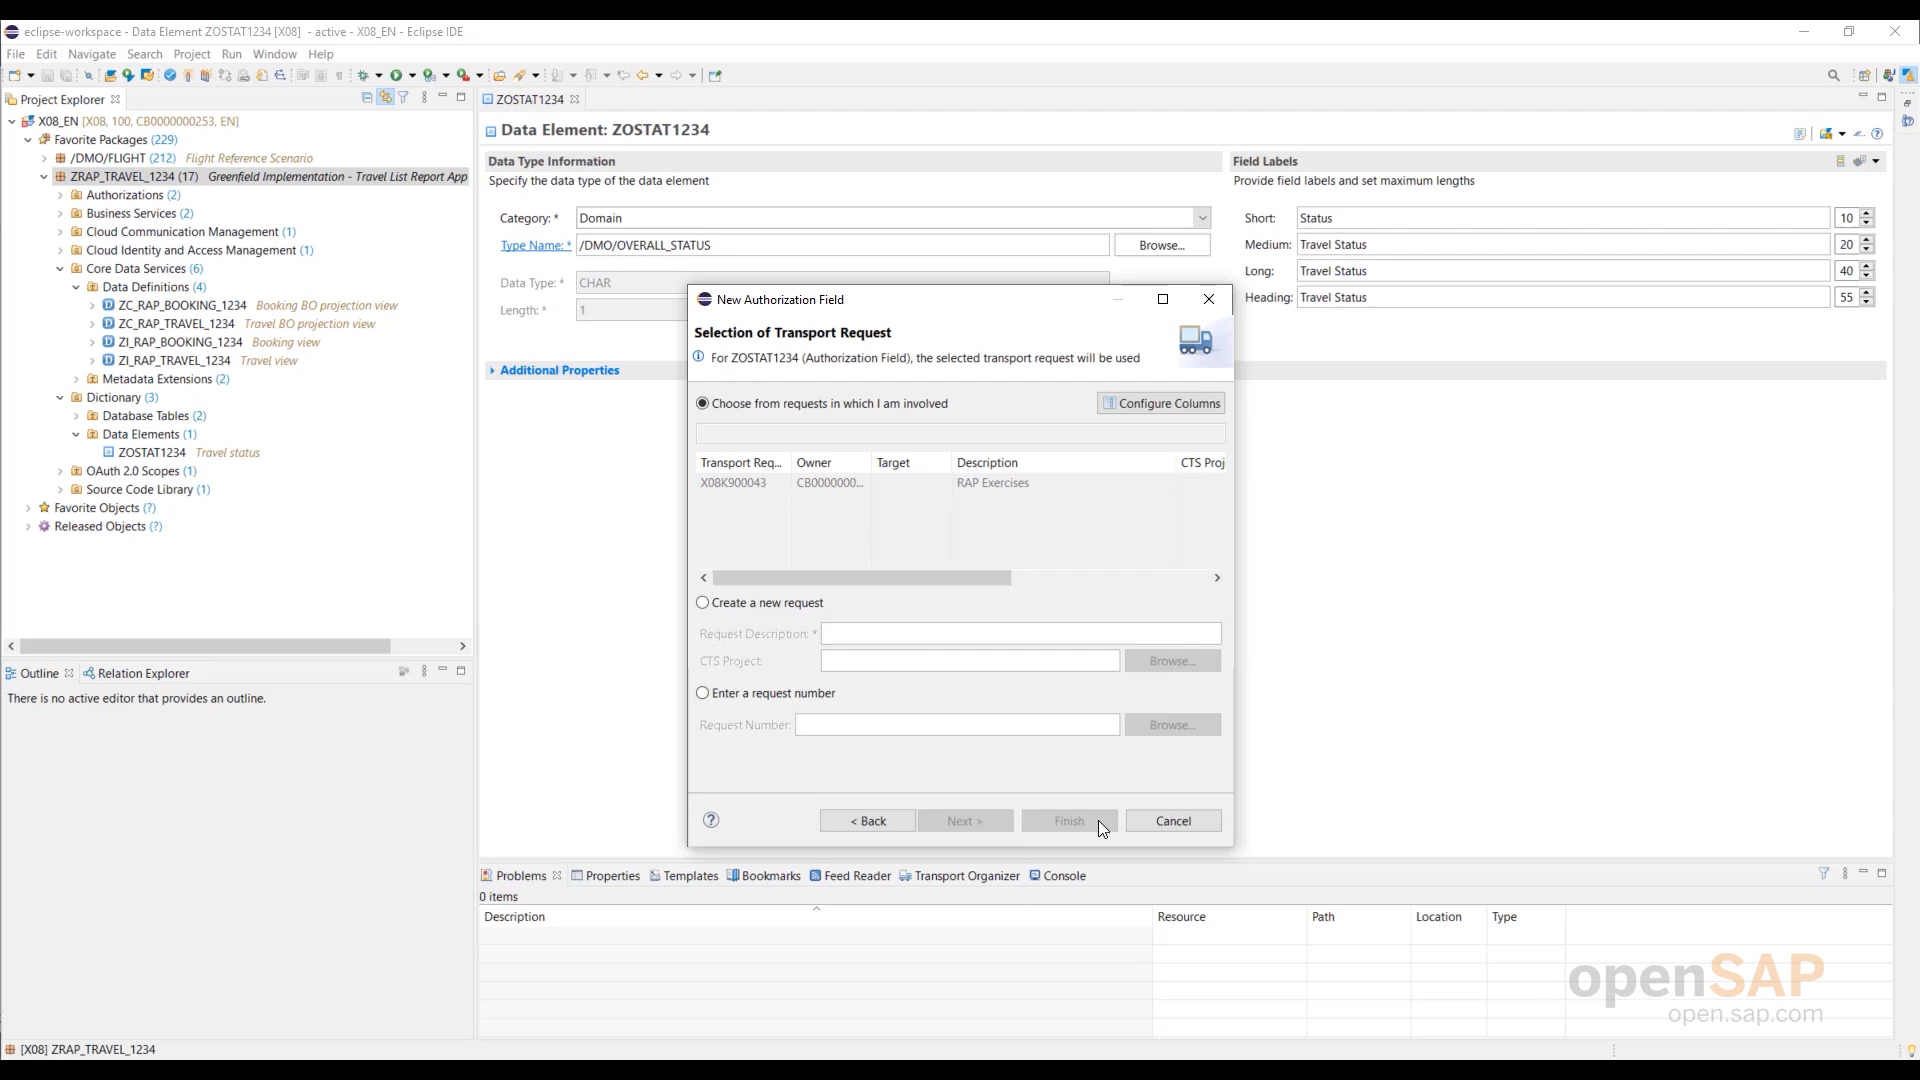 eclipse-workspace - Data Element ZOSTAT1234 [X08]  - active - X08_EN - Eclipse IDE
File Edit Navigate Search Project Run Window Help
Project Explorer
X08_EN [X08, 100, CB0000000253, EN]
Favorite Packages (229)
/DMO/FLIGHT (212) Flight Reference Scenario
ZRAP_TRAVEL_1234 (17) Greenfield Implementation - Travel List Report App
Authorizations (2)
Business Services (2)
Cloud Communication Management (1)
Cloud Identity and Access Management (1)
Core Data Services (6)
Data Definitions (4)
ZC_RAP_BOOKING_1234 Booking BO projection view
ZC_RAP_TRAVEL_1234 Travel BO projection view
ZI_RAP_BOOKING_1234 Booking view
ZI_RAP_TRAVEL_1234 Travel view
Metadata Extensions (2)
Dictionary (3)
Database Tables (2)
Data Elements (1)
ZOSTAT1234 Travel status
OAuth 2.0 Scopes (1)
Source Code Library (1)
Favorite Objects (?)
Released Objects (?)
Outline Relation Explorer
There is no active editor that provides an outline.
ZOSTAT1234
Data Element: ZOSTAT1234
Data Type Information
Specify the data type of the data element
Category: * Domain
Type Name: * /DMO/OVERALL_STATUS Browse...
Data Type: * CHAR
Length: * 1
Additional Properties
Field Labels
Provide field labels and set maximum lengths
Short: Status 10
Medium: Travel Status 20
Long: Travel Status 40
Heading: Travel Status 55
New Authorization Field
Selection of Transport Request
For ZOSTAT1234 (Authorization Field), the selected transport request will be used
Choose from requests in which I am involved Configure Columns
Transport Req... Owner Target Description CTS Proj
X08K900043 CB0000000... RAP Exercises
Create a new request
Request Description: *
CTS Project: Browse...
Enter a request number
Request Number: Browse...
< Back Next > Finish Cancel
Problems Properties Templates Bookmarks Feed Reader Transport Organizer Console
0 items
Description Resource Path Location Type
openSAP
open.sap.com
[X08] ZRAP_TRAVEL_1234